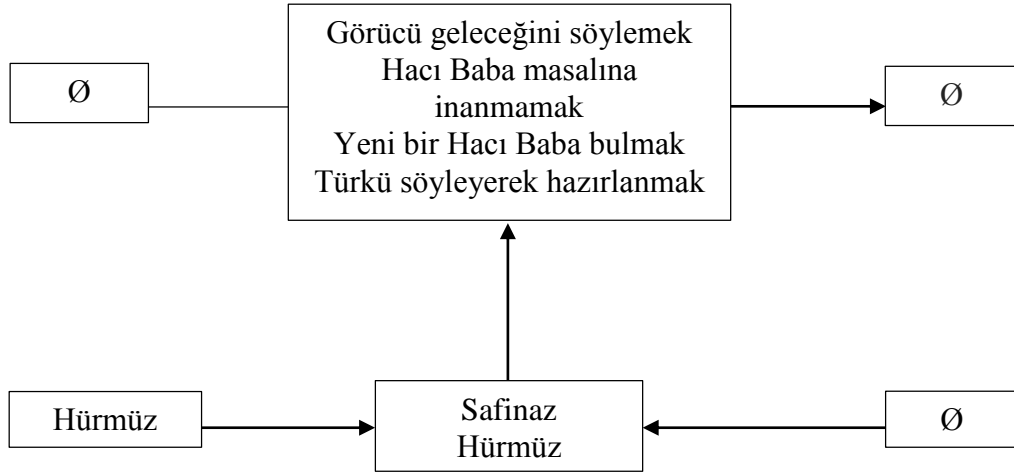 Ø
Görücü geleceğini söylemek
Hacı Baba masalına
inanmamak
Yeni bir Hacı Baba bulmak
Türkü söyleyerek hazırlanmak
Ø
Hürmüz
Safinaz
Hürmüz
Ø